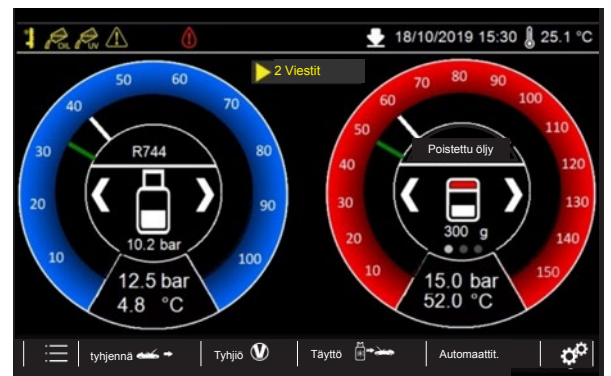 OIL UV 18/10/2019 15:30 25.1 °C
2 Viestit
10 20 30 40 50 60 70 80 90 100
R744
10.2 bar
12.5 bar
4.8 °C
10 20 30 40 50 60 70 80 90 100 110 120 130 140 150
Poistettu öljy
300 g
15.0 bar
52.0 °C
tyhjennä Tyhjiö V Täyttö Automaattit.